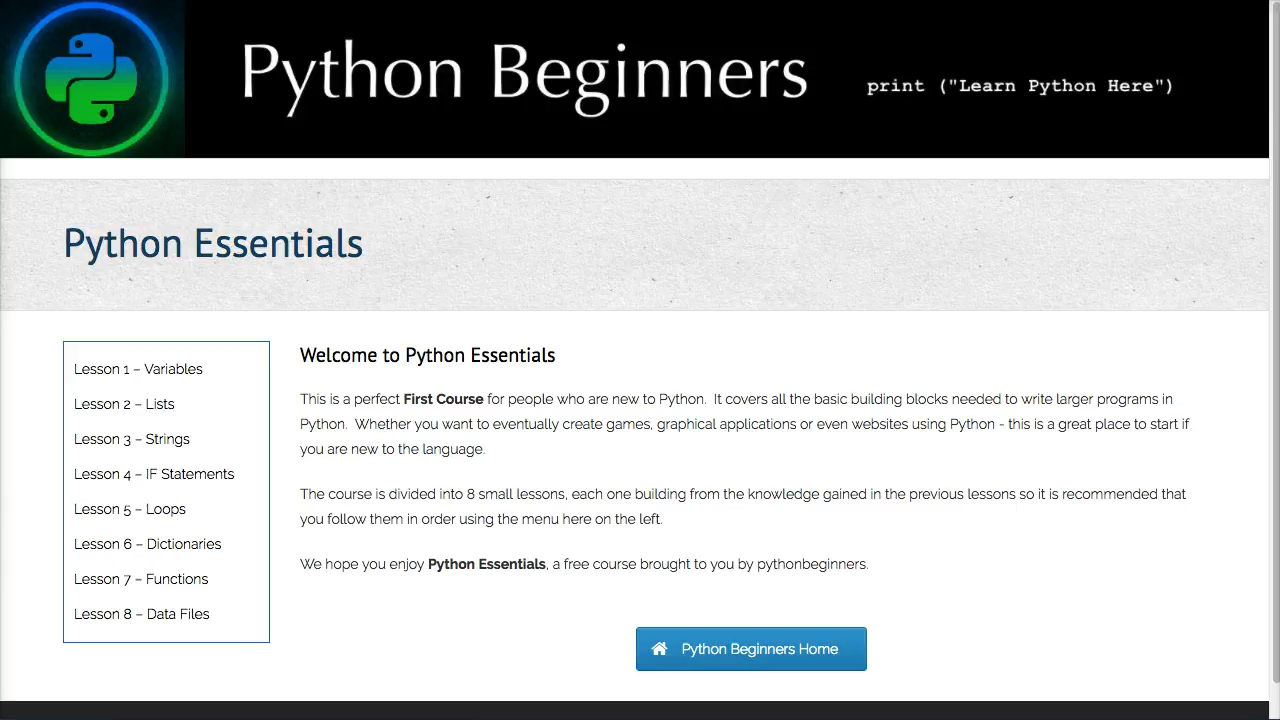 Python Beginners
print ("Learn Python Here")
Python Essentials
Lesson 1 – Variables
Lesson 2 – Lists
Lesson 3 – Strings
Lesson 4 – IF Statements
Lesson 5 – Loops
Lesson 6 – Dictionaries
Lesson 7 – Functions
Lesson 8 – Data Files
Welcome to Python Essentials
This is a perfect First Course for people who are new to Python.  It covers all the basic building blocks needed to write larger programs in
Python.  Whether you want to eventually create games, graphical applications or even websites using Python - this is a great place to start if
you are new to the language.
The course is divided into 8 small lessons, each one building from the knowledge gained in the previous lessons so it is recommended that
you follow them in order using the menu here on the left.
We hope you enjoy Python Essentials, a free course brought to you by pythonbeginners.
Python Beginners Home